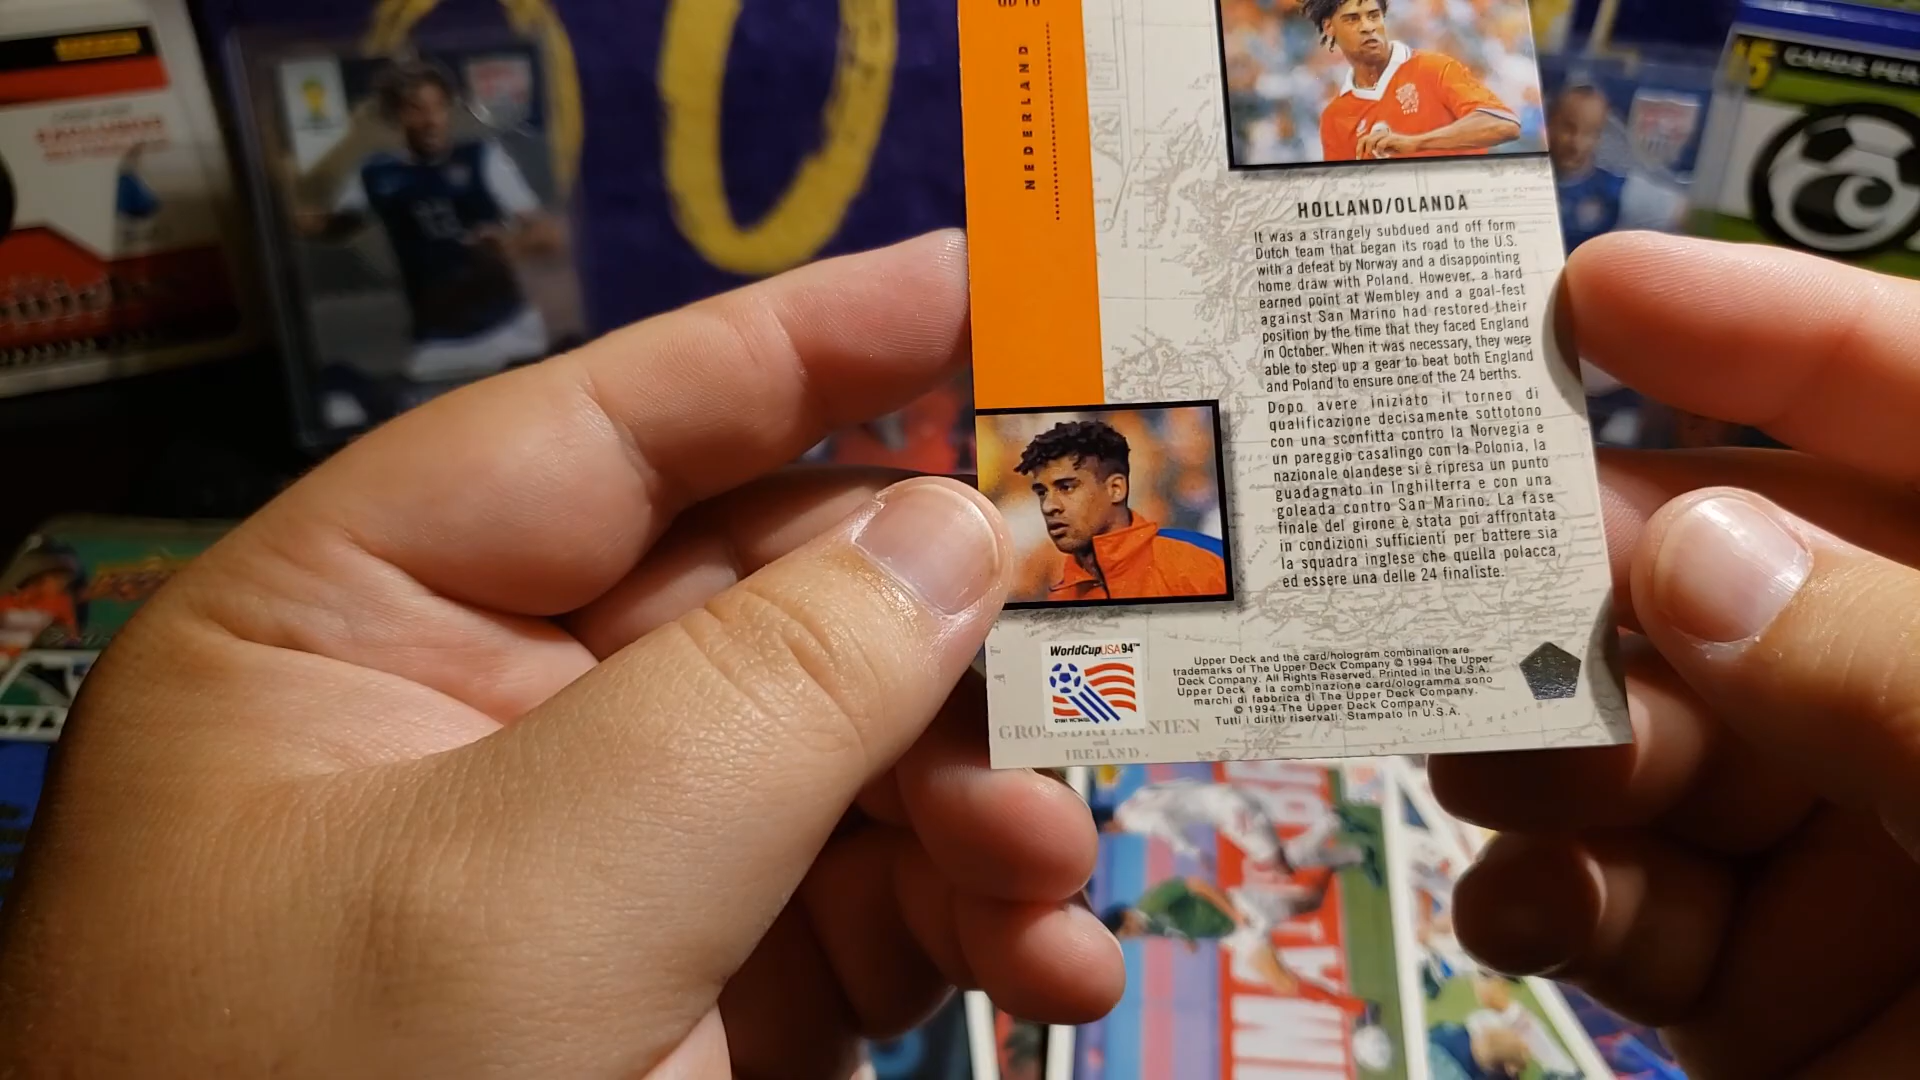 NEDERLAND
HOLLAND/OLANDA
It was a strangely subdued and off form
Dutch team that began its road to the U.S.
with a defeat by Norway and a disappointing
home draw with Poland. However, a hard
earned point at Wembley and a goal-fest
against San Marino had restored their
position by the time that they faced England
in October. When it was necessary, they were
able to step up a gear to beat both England
and Poland to ensure one of the 24 berths.
Dopo avere iniziato il torneo di
qualificazione decisamente sottotono
con una sconfitta contro la Norvegia e
un pareggio casalingo con la Polonia, la
nazionale olandese si è ripresa un punto
guadagnato in Inghilterra e con una
goleada contro San Marino. La fase
finale del girone è stata poi affrontata
in condizioni sufficienti per battere sia
la squadra inglese che quella polacca,
ed essere una delle 24 finaliste.
WorldCupUSA94™
Upper Deck and the card/hologram combination are
trademarks of The Upper Deck Company © 1994 The Upper
Deck Company. All Rights Reserved. Printed in the U.S.A.
Upper Deck e la combinazione card/ologramma sono
marchi di fabbrica di The Upper Deck Company.
© 1994 The Upper Deck Company.
Tutti i diritti riservati. Stampato in U.S.A.
GROSSBRITANNIEN
und
IRELAND.
PANINI
15 CARDS PER